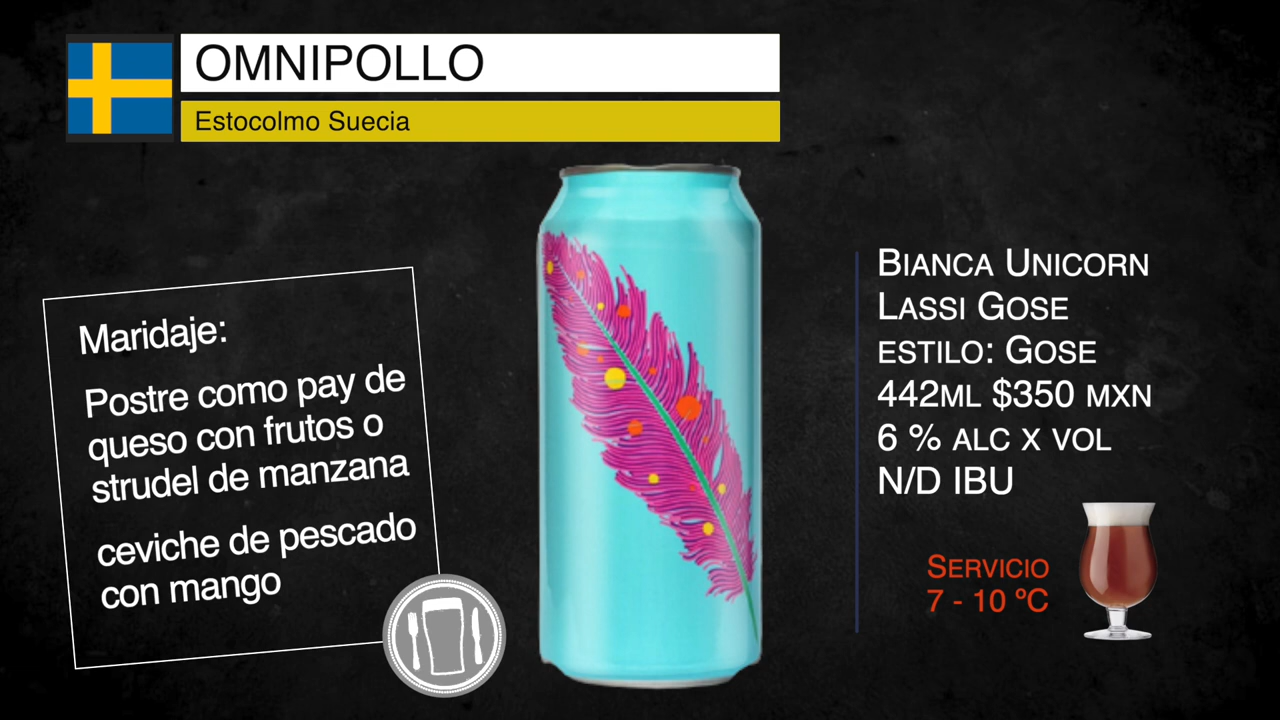 OMNIPOLLO
Estocolmo Suecia
Maridaje:
Postre como pay de
queso con frutos o
strudel de manzana
ceviche de pescado
con mango
BIANCA UNICORN
LASSI GOSE
ESTILO: GOSE
442ML $350 MXN
6 % ALC X VOL
N/D IBU
SERVICIO
7 - 10 ºC